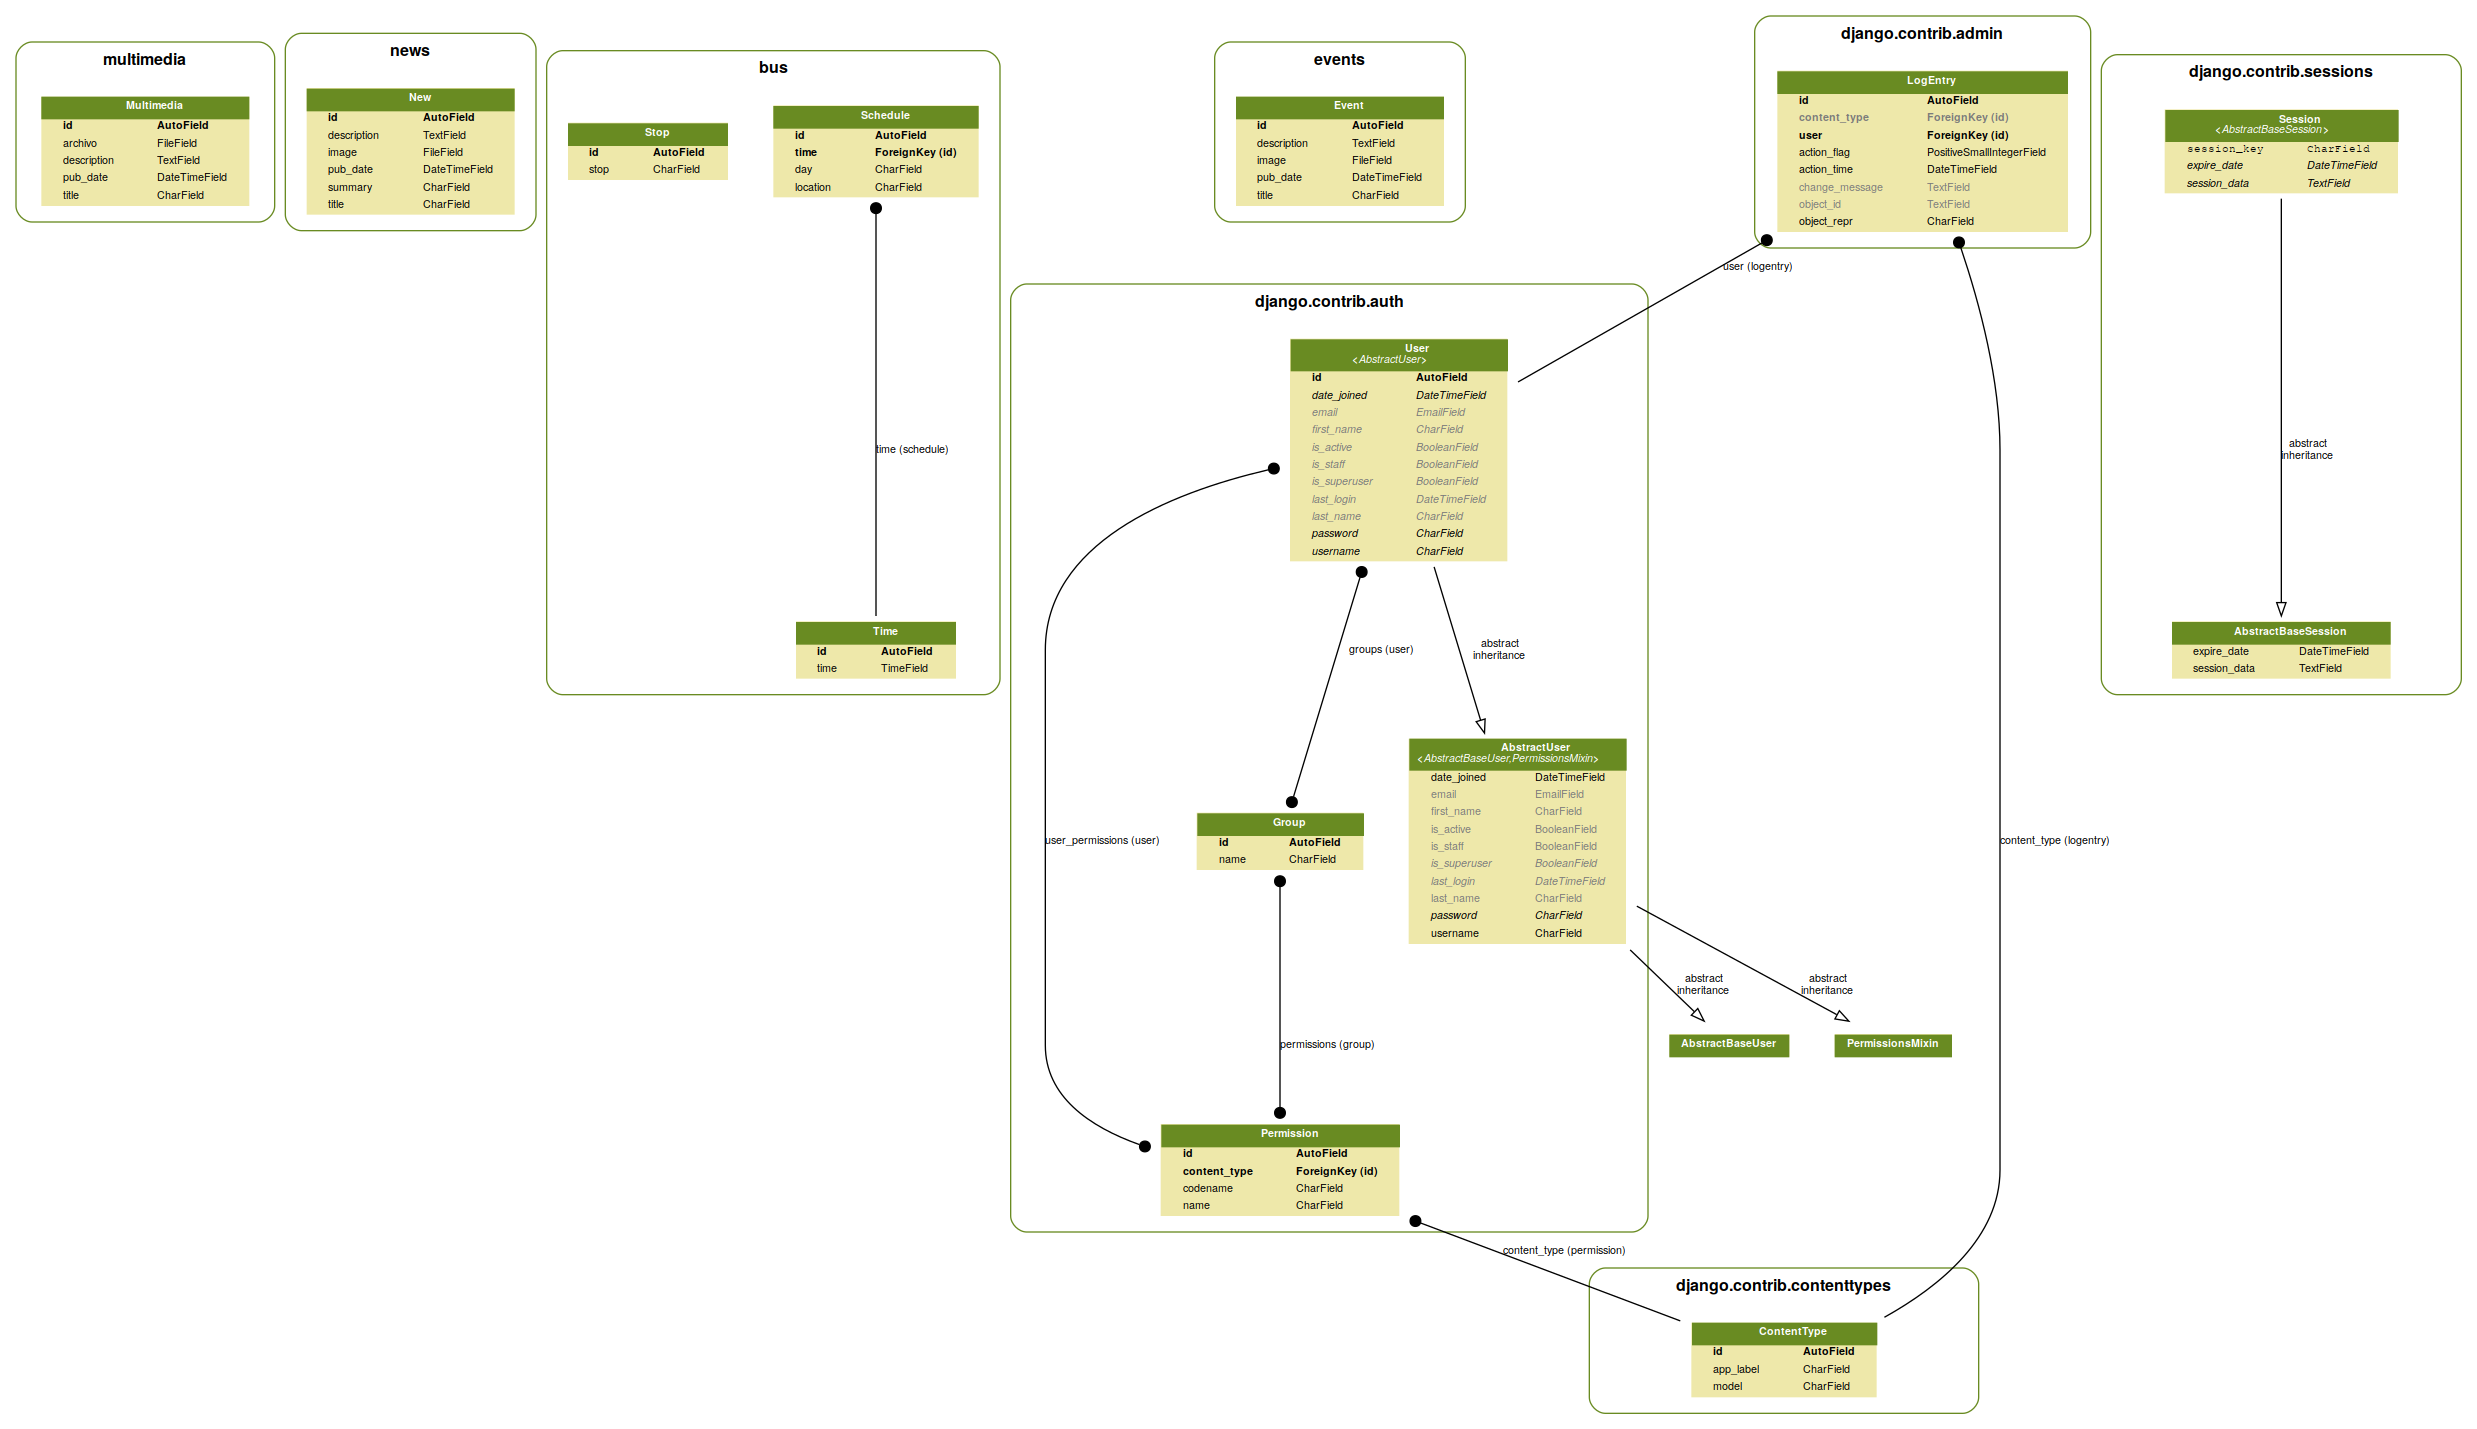 multimedia
Multimedia
id AutoField
archivo FileField
description TextField
pub_date DateTimeField
title CharField
news
New
id AutoField
description TextField
image FileField
pub_date DateTimeField
summary CharField
title CharField
bus
Stop
id AutoField
stop CharField
Schedule
id AutoField
time ForeignKey (id)
day CharField
location CharField
time (schedule)
Time
id AutoField
time TimeField
events
Event
id AutoField
description TextField
image FileField
pub_date DateTimeField
title CharField
django.contrib.admin
LogEntry
id AutoField
content_type ForeignKey (id)
user ForeignKey (id)
action_flag PositiveSmallIntegerField
action_time DateTimeField
change_message TextField
object_id TextField
object_repr CharField
user (logentry)
content_type (logentry)
django.contrib.sessions
Session
<AbstractBaseSession>
session_key CharField
expire_date DateTimeField
session_data TextField
abstract
inheritance
AbstractBaseSession
expire_date DateTimeField
session_data TextField
django.contrib.auth
User
<AbstractUser>
id AutoField
date_joined DateTimeField
email EmailField
first_name CharField
is_active BooleanField
is_staff BooleanField
is_superuser BooleanField
last_login DateTimeField
last_name CharField
password CharField
username CharField
groups (user)
abstract
inheritance
user_permissions (user)
AbstractUser
<AbstractBaseUser,PermissionsMixin>
date_joined DateTimeField
email EmailField
first_name CharField
is_active BooleanField
is_staff BooleanField
is_superuser BooleanField
last_login DateTimeField
last_name CharField
password CharField
username CharField
Group
id AutoField
name CharField
permissions (group)
abstract
inheritance
abstract
inheritance
AbstractBaseUser
PermissionsMixin
Permission
id AutoField
content_type ForeignKey (id)
codename CharField
name CharField
content_type (permission)
django.contrib.contenttypes
ContentType
id AutoField
app_label CharField
model CharField